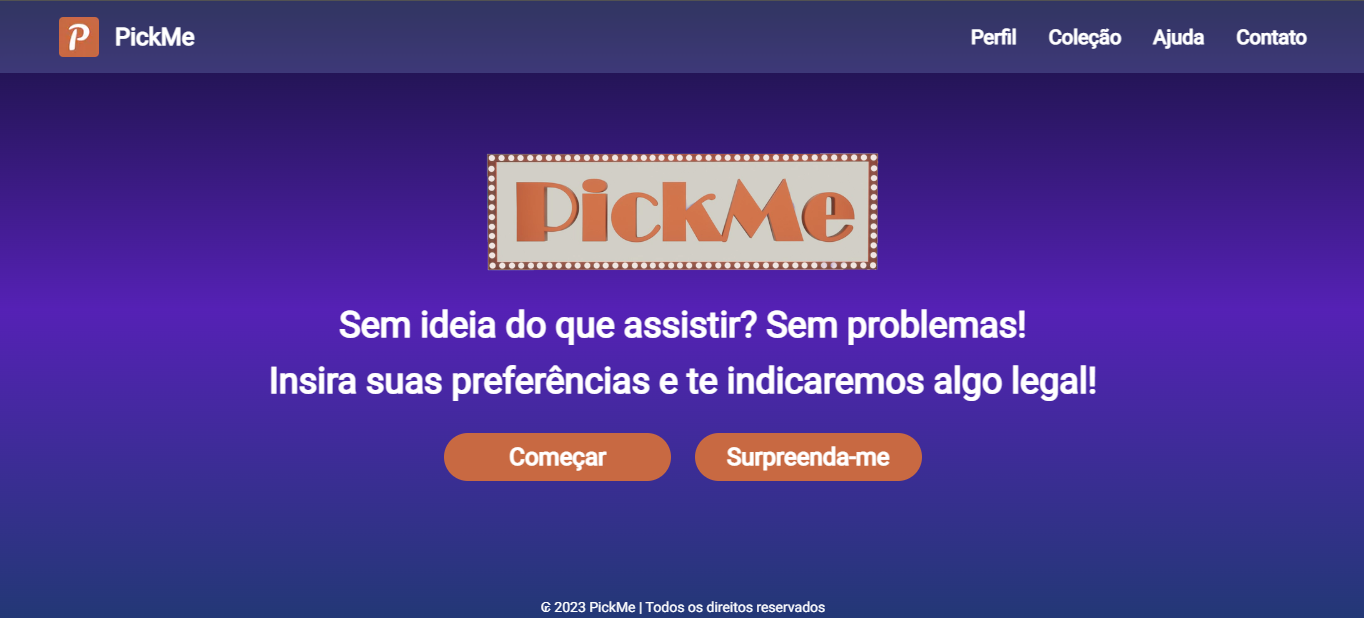 P PickMe Perfil Coleção Ajuda Contato
PickMe
Sem ideia do que assistir? Sem problemas!
Insira suas preferências e te indicaremos algo legal!
Começar Surpreenda-me
© 2023 PickMe | Todos os direitos reservados